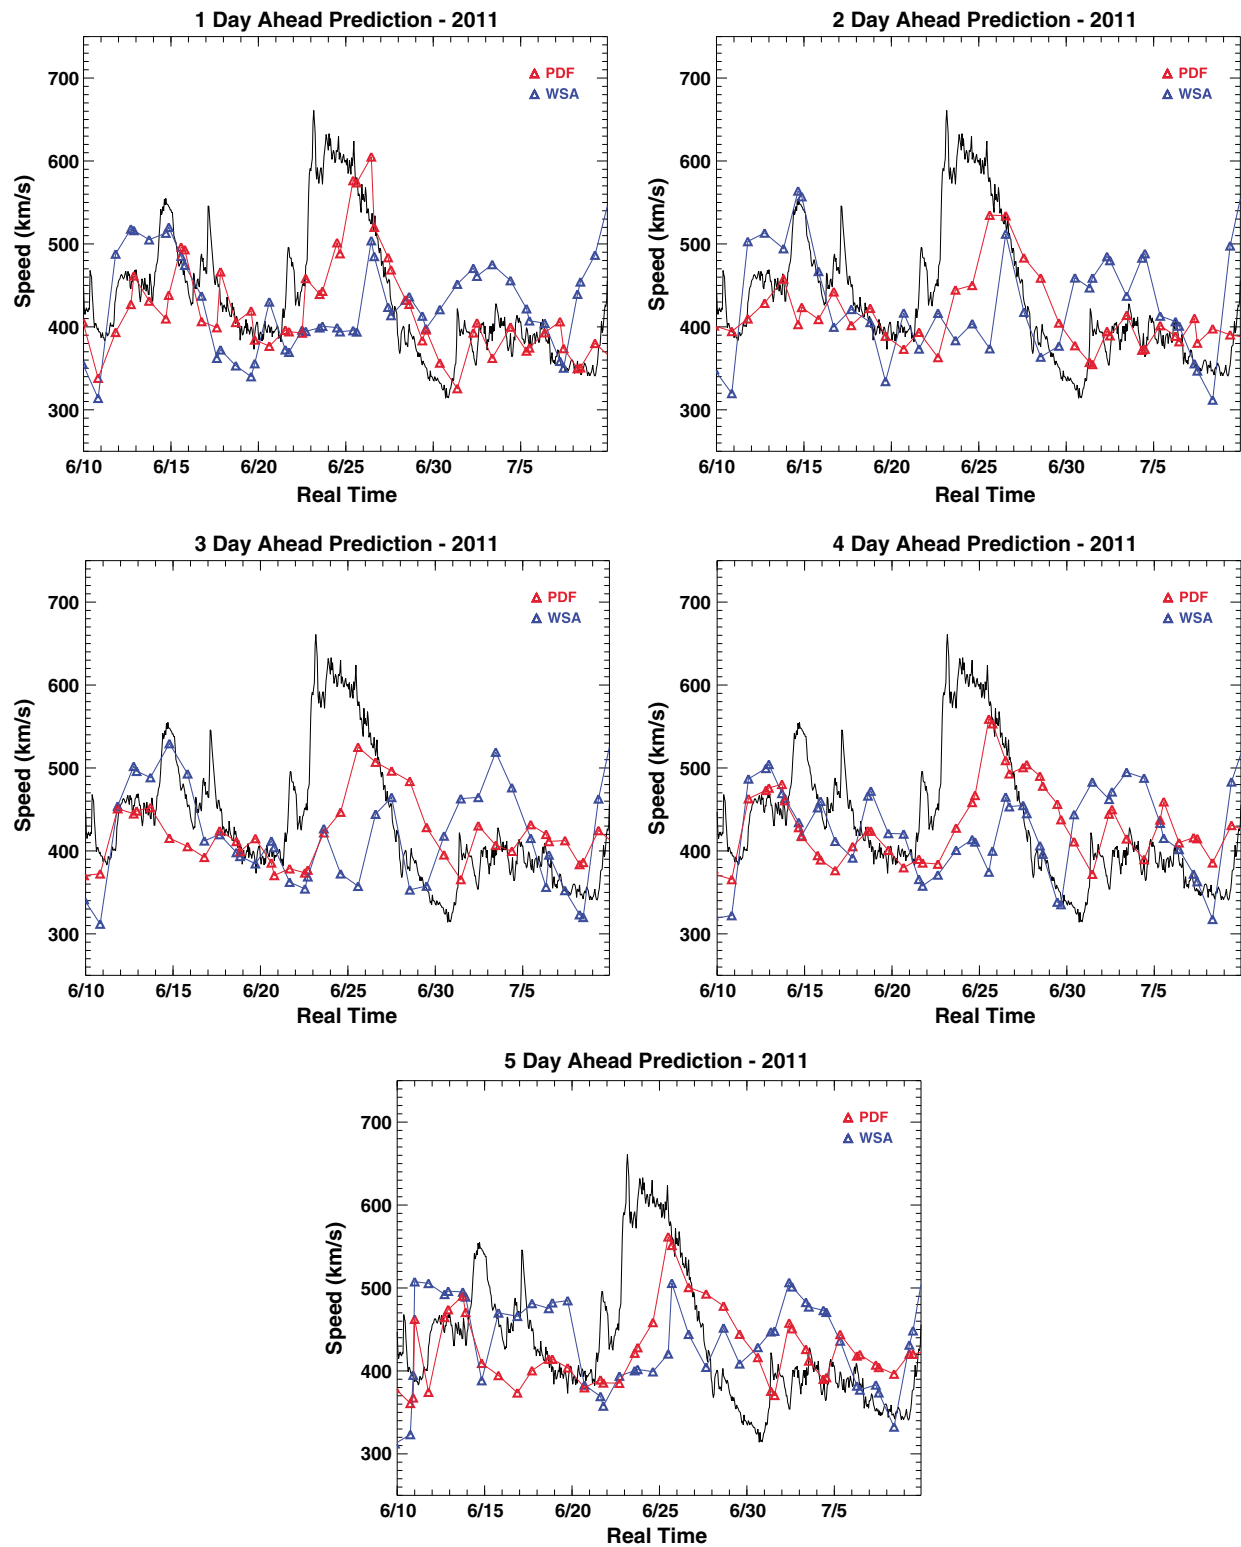 1 Day Ahead Prediction - 2011
700
600
500
400
300
Speed (km/s)
PDF
WSA
6/10 6/15 6/20 6/25 6/30 7/5
Real Time
2 Day Ahead Prediction - 2011
700
600
500
400
300
Speed (km/s)
PDF
WSA
6/10 6/15 6/20 6/25 6/30 7/5
Real Time
3 Day Ahead Prediction - 2011
700
600
500
400
300
Speed (km/s)
PDF
WSA
6/10 6/15 6/20 6/25 6/30 7/5
Real Time
4 Day Ahead Prediction - 2011
700
600
500
400
300
Speed (km/s)
PDF
WSA
6/10 6/15 6/20 6/25 6/30 7/5
Real Time
5 Day Ahead Prediction - 2011
700
600
500
400
300
Speed (km/s)
PDF
WSA
6/10 6/15 6/20 6/25 6/30 7/5
Real Time